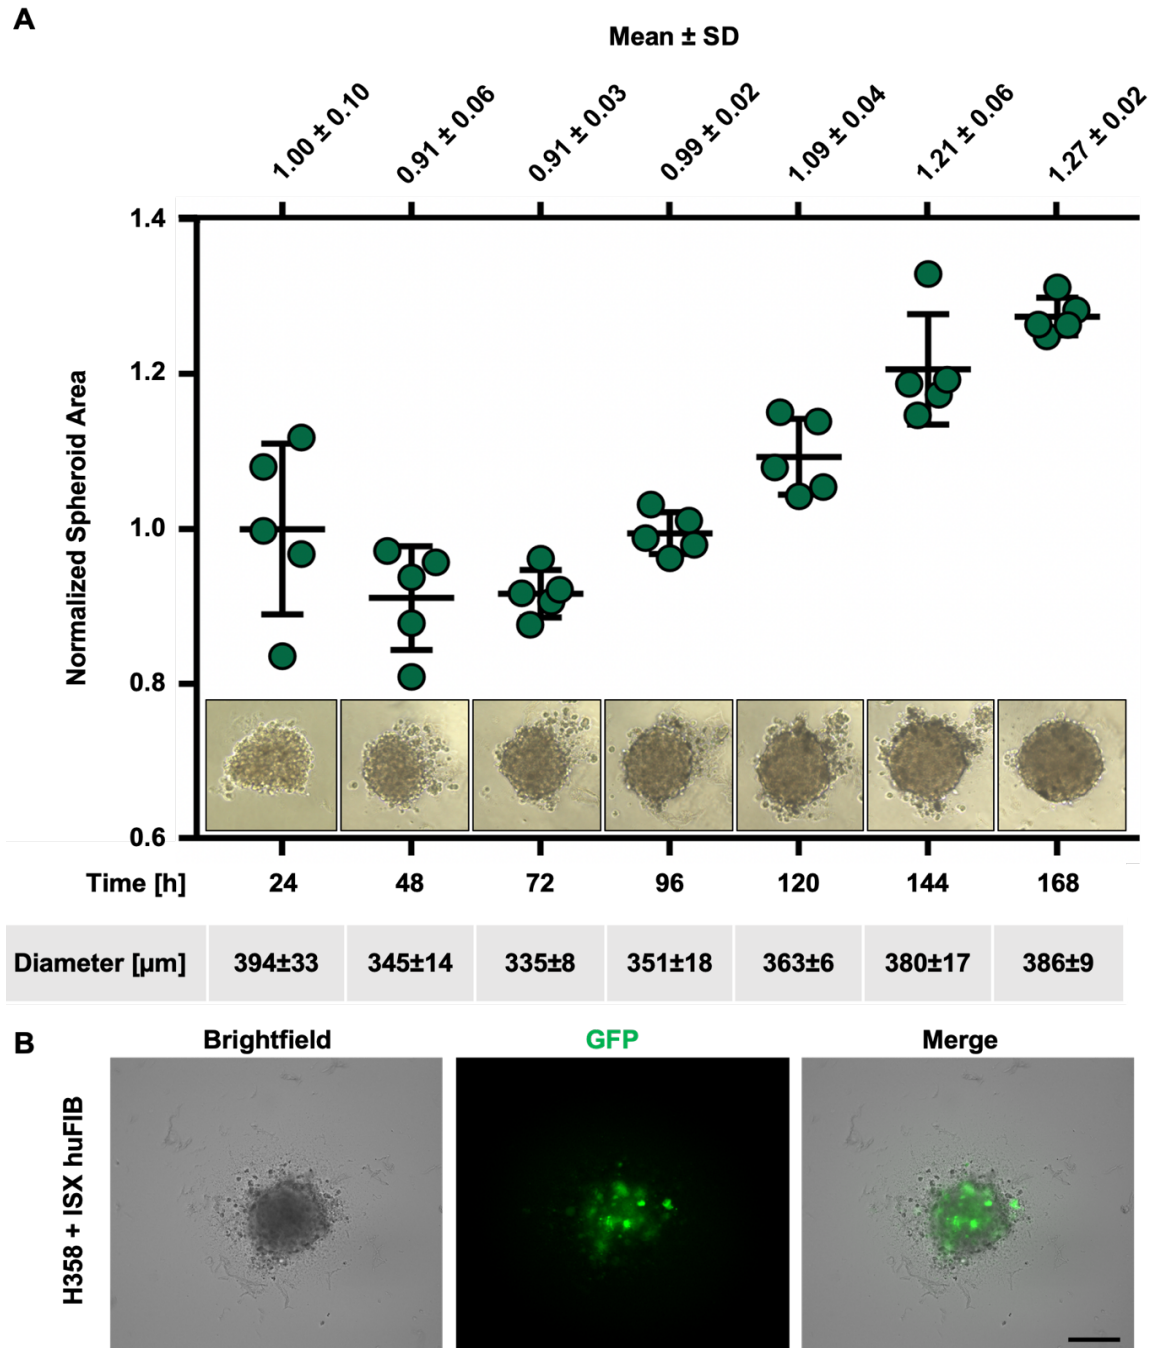 A
Mean ± SD
1.00 ± 0.10
0.91 ± 0.06
0.91 ± 0.03
0.99 ± 0.02
1.09 ± 0.04
1.21 ± 0.06
1.27 ± 0.02
Normalized Spheroid Area
1.4
1.2
1.0
0.8
0.6
Time [h] 24 48 72 96 120 144 168
Diameter [µm] 394±33 345±14 335±8 351±18 363±6 380±17 386±9
B
Brightfield GFP Merge
H358 + ISX huFIB